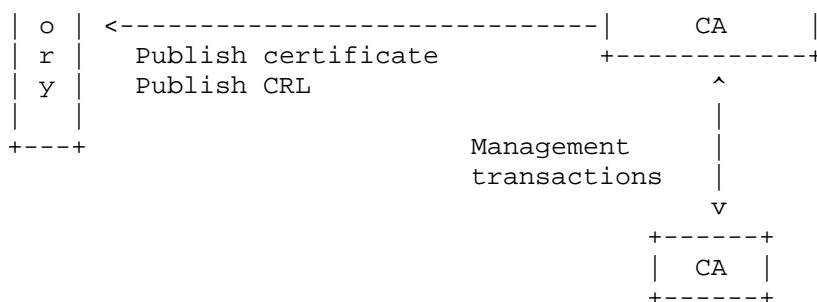 | o | <------------------------------| CA |
| r | Publish certificate +------------+
| y | Publish CRL ^
| | |
+---+ Management |
transactions |
v
+------+
| CA |
+------+